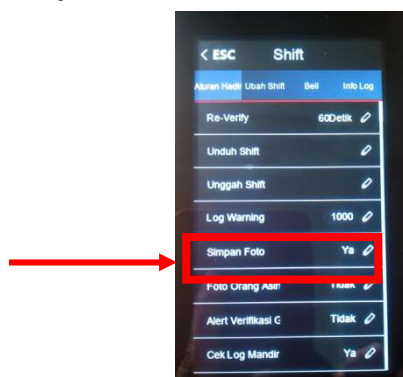 < ESC Shift
Aturan Hadir Ubah Shift Bell Info Log
Re-Verify 60Detik
Unduh Shift
Unggah Shift
Log Warning 1000
Simpan Foto Ya
Foto Orang Asin Tidak
Alert Verifikasi G Tidak
Cek Log Mandir Ya